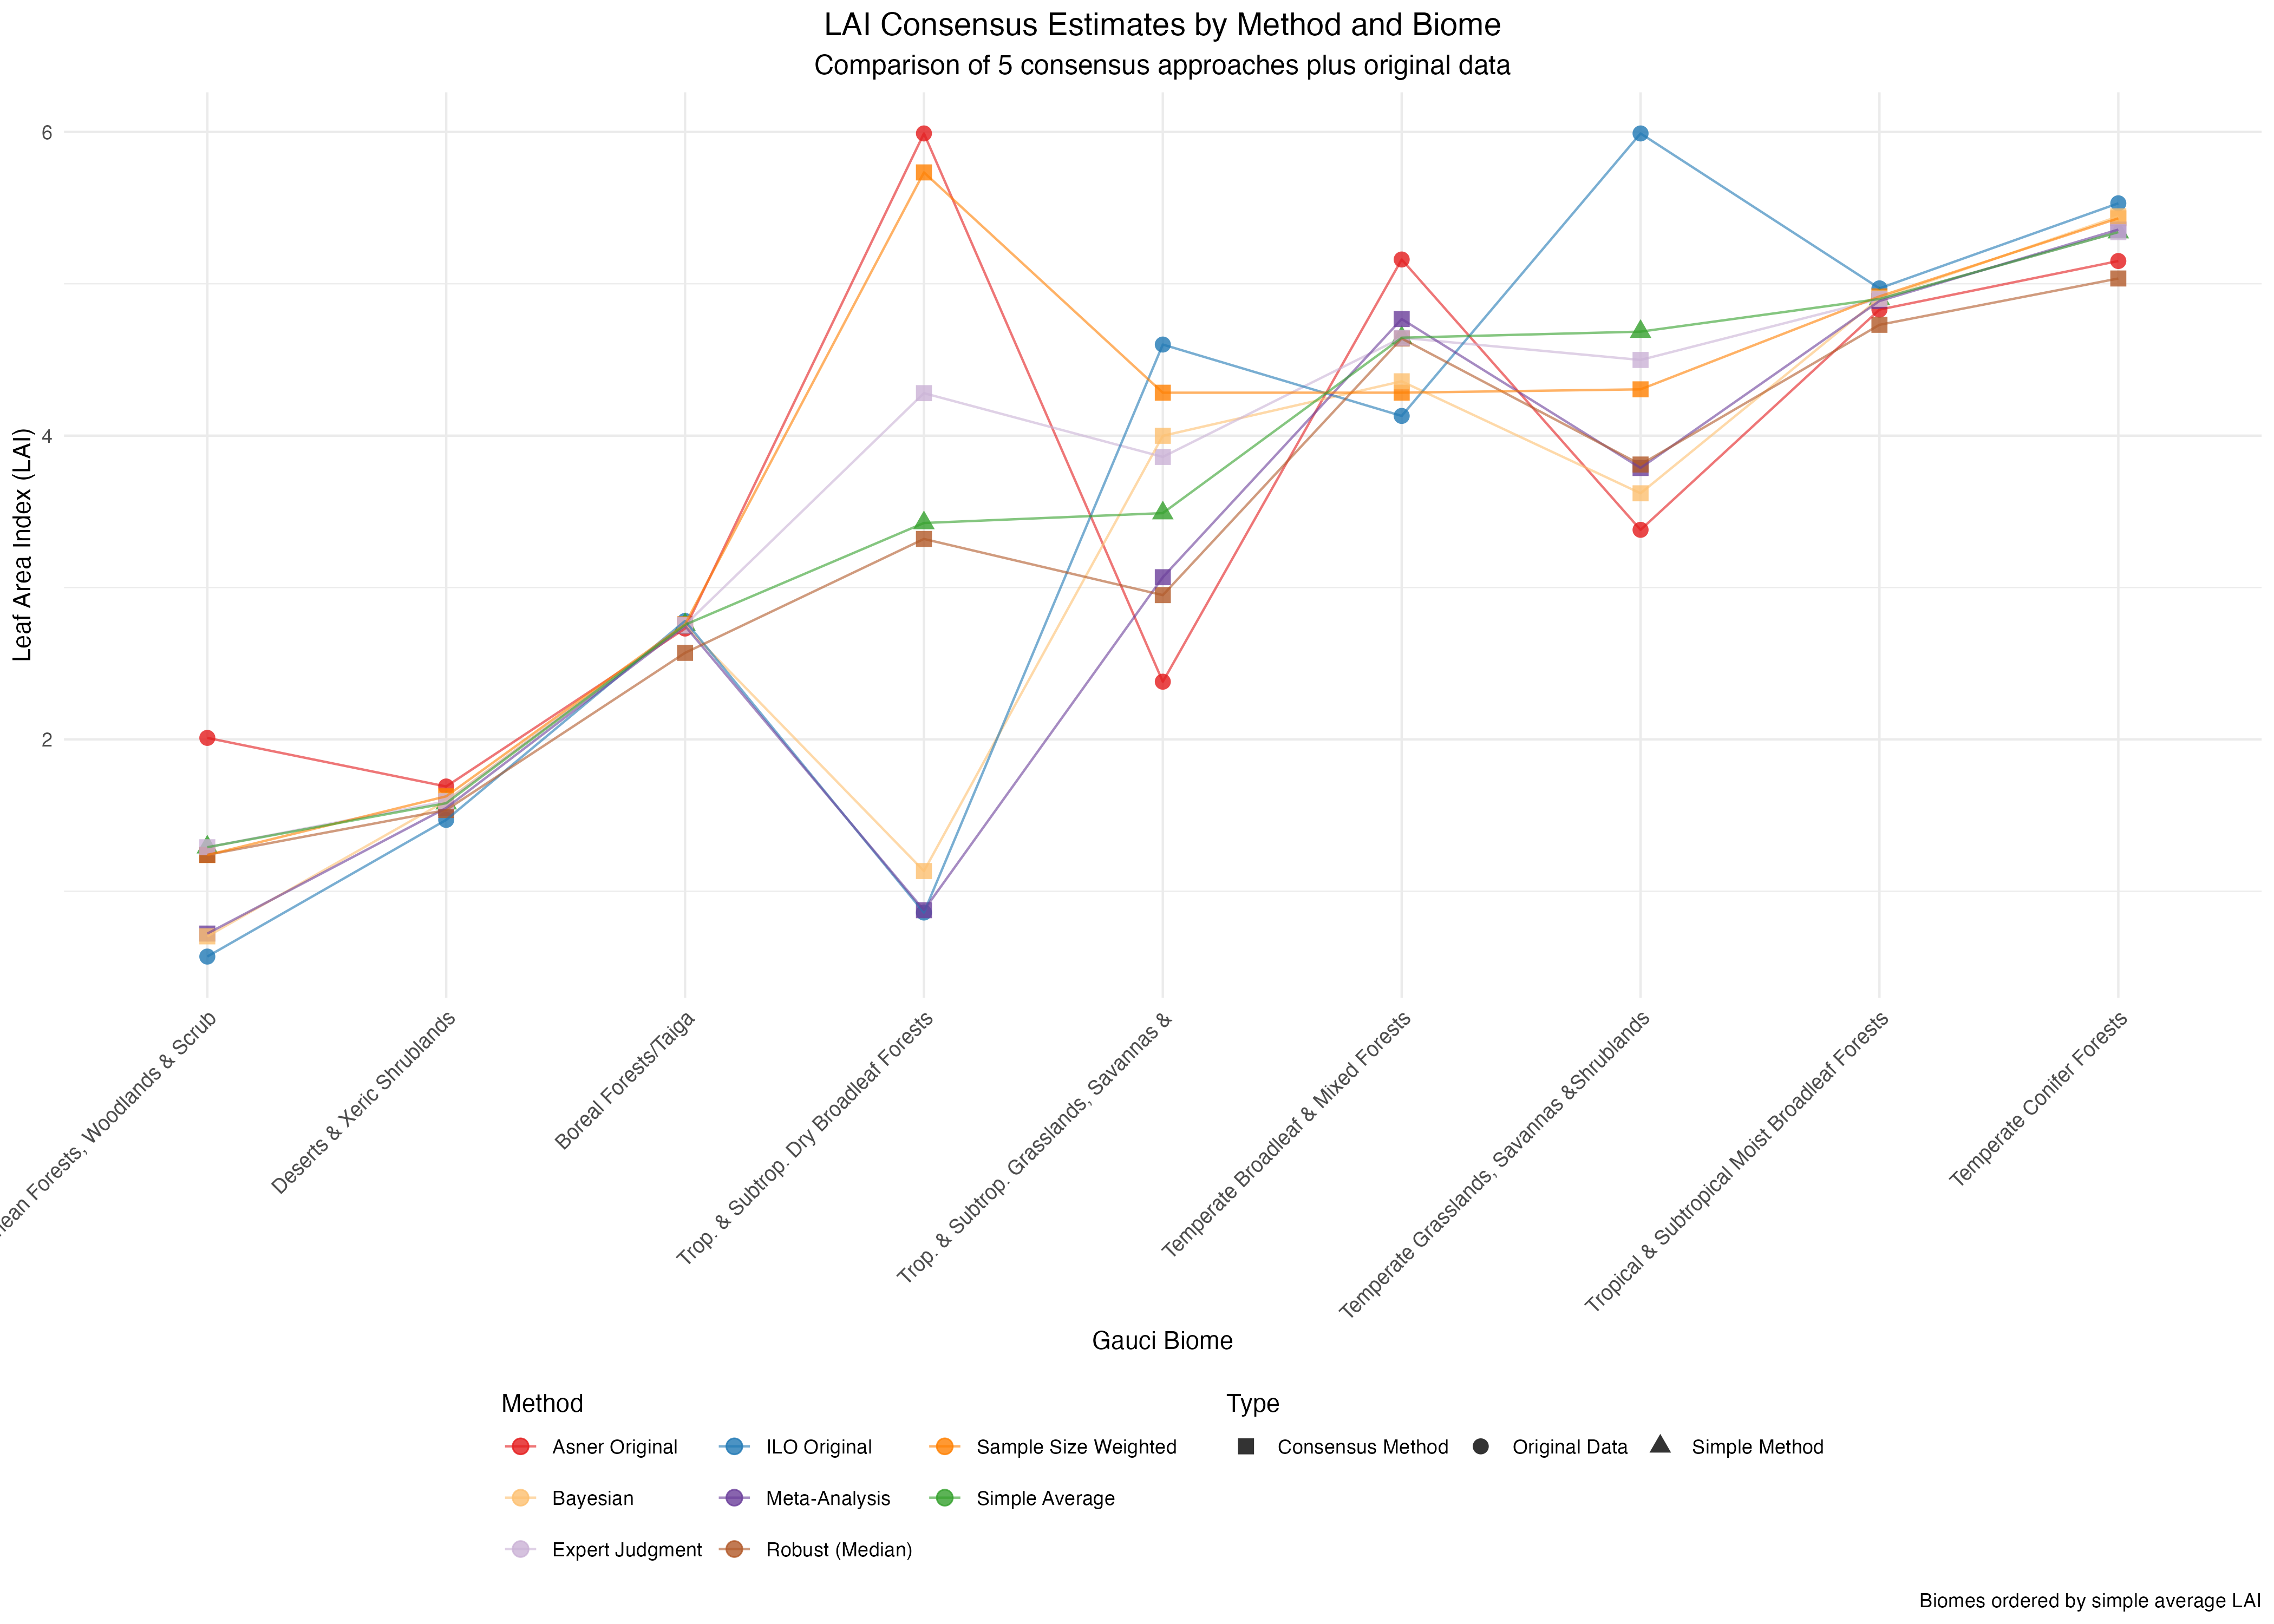 LAI Consensus Estimates by Method and Biome
Comparison of 5 consensus approaches plus original data
Leaf Area Index (LAI)
6
4
2
Forests, Woodlands & Scrub
Deserts & Xeric Shrublands
Boreal Forests/Taiga
Trop. & Subtrop. Dry Broadleaf Forests
Trop. & Subtrop. Grasslands, Savannas &
Temperate Broadleaf & Mixed Forests
Temperate Grasslands, Savannas &Shrublands
Tropical & Subtropical Moist Broadleaf Forests
Temperate Conifer Forests
Gauci Biome
Method
Asner Original
ILO Original
Sample Size Weighted
Bayesian
Meta-Analysis
Simple Average
Expert Judgment
Robust (Median)
Type
Consensus Method
Original Data
Simple Method
Biomes ordered by simple average LAI